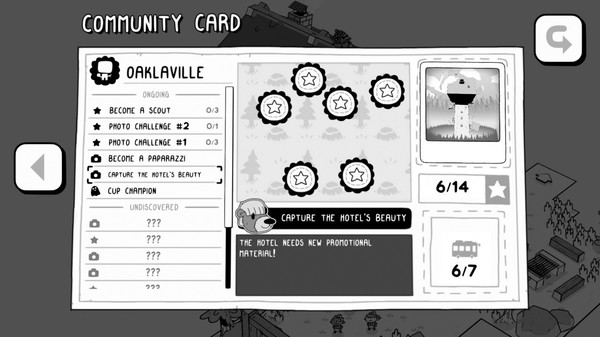 COMMUNITY CARD
OAKLAVILLE
ONGOING
BECOME A SCOUT 0/3
PHOTO CHALLENGE #2 0/1
PHOTO CHALLENGE #1 0/3
BECOME A PAPARAZZI
CAPTURE THE HOTEL'S BEAUTY
CUP CHAMPION
UNDISCOVERED
???
???
???
???
???
CAPTURE THE HOTEL'S BEAUTY
THE HOTEL NEEDS NEW PROMOTIONAL
MATERIAL!
6/14
6/7